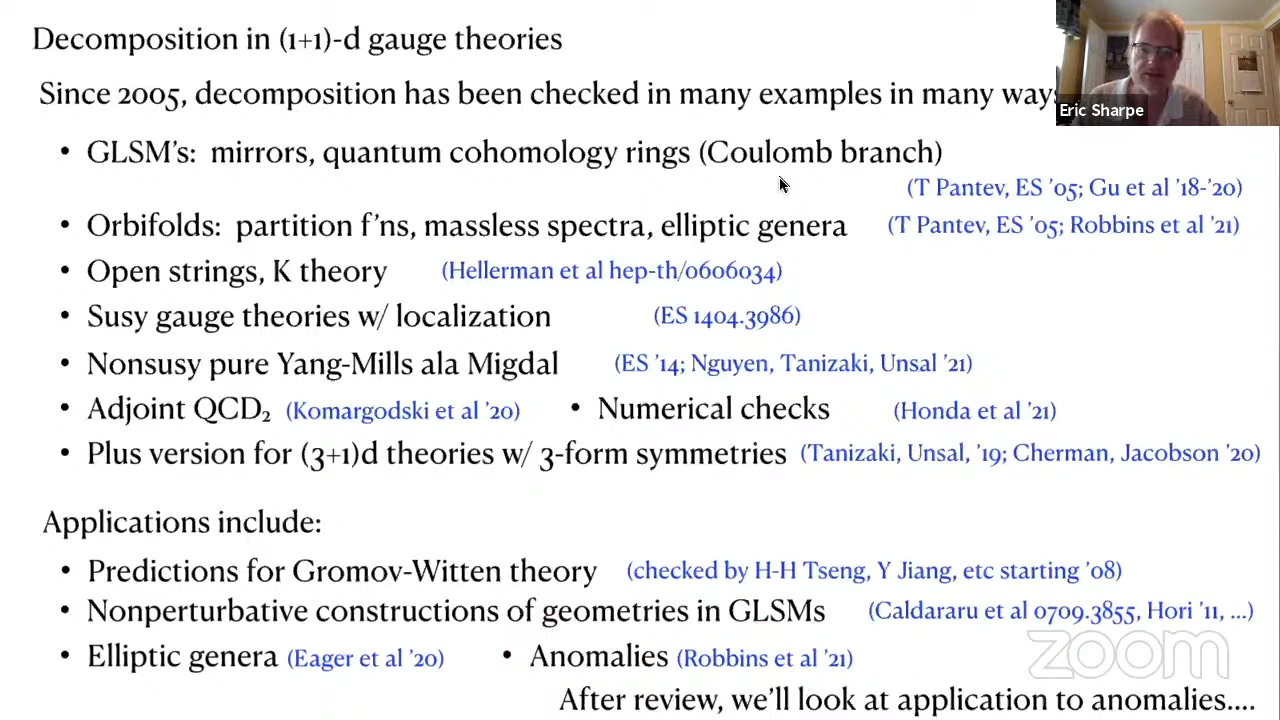 Decomposition in (1+1)-d gauge theories
Since 2005, decomposition has been checked in many examples in many ways
Eric Sharpe
• GLSM's: mirrors, quantum cohomology rings (Coulomb branch)
(T Pantev, ES '05; Gu et al '18-'20)
• Orbifolds: partition f'ns, massless spectra, elliptic genera (T Pantev, ES '05; Robbins et al '21)
• Open strings, K theory (Hellerman et al hep-th/0606034)
• Susy gauge theories w/ localization (ES 1404.3986)
• Nonsusy pure Yang-Mills ala Migdal (ES '14; Nguyen, Tanizaki, Unsal '21)
• Adjoint QCD₂ (Komargodski et al '20) • Numerical checks (Honda et al '21)
• Plus version for (3+1)d theories w/ 3-form symmetries (Tanizaki, Unsal, '19; Cherman, Jacobson '20)
Applications include:
• Predictions for Gromov-Witten theory (checked by H-H Tseng, Y Jiang, etc starting '08)
• Nonperturbative constructions of geometries in GLSMs (Caldararu et al 0709.3855, Hori '11, ...)
• Elliptic genera (Eager et al '20) • Anomalies (Robbins et al '21)
zoom
After review, we'll look at application to anomalies....